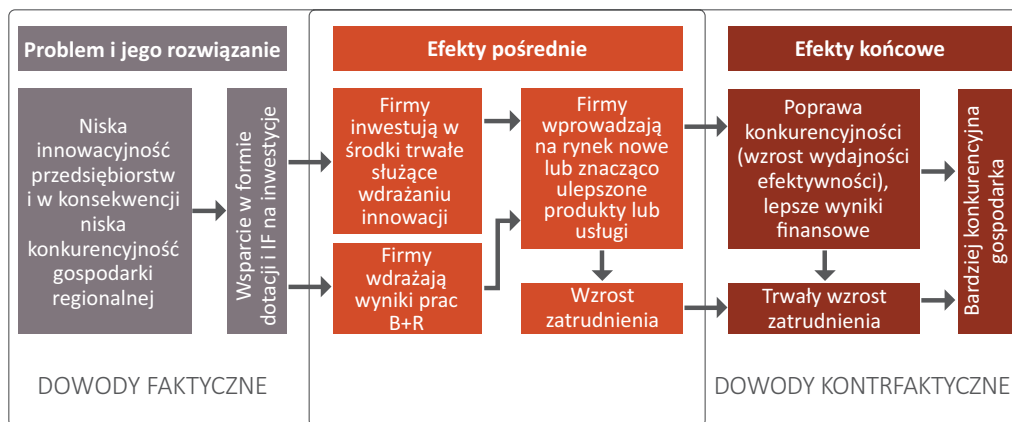 Problem i jego rozwiązanie
Niska
innowacyjność
przedsiębiorstw
i w konsekwencji
niska
konkurencyjność
gospodarki
regionalnej
Wsparcie w formie
dotacji i IF na inwestycje
Efekty pośrednie
Firmy
inwestują w
środki trwałe
służące
wdrażaniu
innowacji
Firmy
wdrażają
wyniki prac
B+R
Firmy
wprowadzają
na rynek nowe
lub znacząco
ulepszone
produkty lub
usługi
Wzrost
zatrudnienia
Efekty końcowe
Poprawa
konkurencyjności
(wzrost wydajności
efektywności),
lepsze wyniki
finansowe
Trwały wzrost
zatrudnienia
Bardziej konkurencyjna
gospodarka
DOWODY FAKTYCZNE
DOWODY KONTRFAKTYCZNE